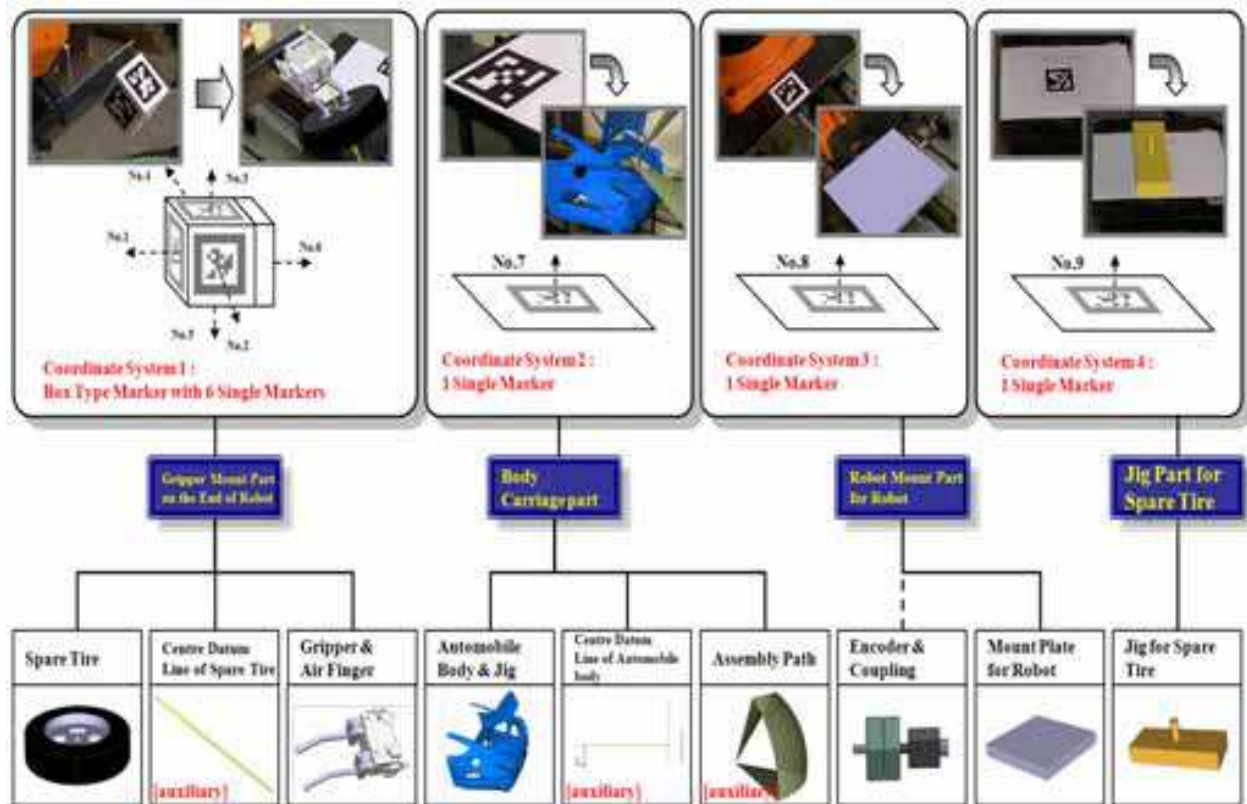 No.4
No.3
No.1
No.6
No.5
No.2
Coordinate System 1 :
Box Type Marker with 6 Single Markers
No.7
Coordinate System 2 :
1 Single Marker
No.8
Coordinate System 3 :
1 Single Marker
No.9
Coordinate System 4 :
1 Single Marker
Gripper Mount Part
on the End of Robot
Body
Carriage part
Robot Mount Part
for Robot
Jig Part for
Spare Tire
Spare Tire
Centre Datum
Line of Spare Tire
[auxiliary]
Gripper &
Air Finger
Automobile
Body & Jig
Centre Datum
Line of Automobile
body
[auxiliary]
Assembly Path
[auxiliary]
Encoder &
Coupling
Mount Plate
for Robot
Jig for Spare
Tire